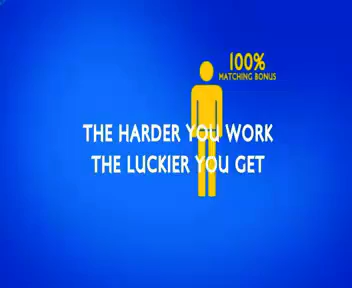 100%
MATCHING BONUS
THE HARDER YOU WORK
THE LUCKIER YOU GET